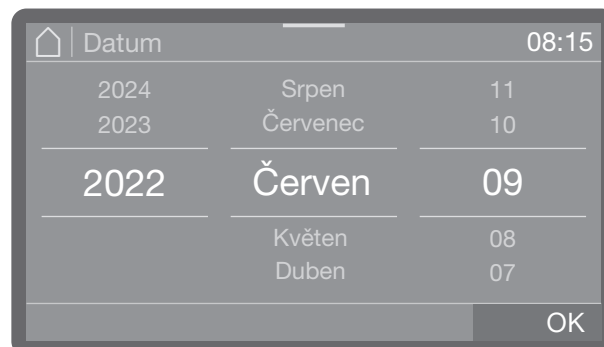 Datum 08:15
2024 Srpen 11
2023 Červenec 10
2022 Červen 09
Květen 08
Duben 07
OK